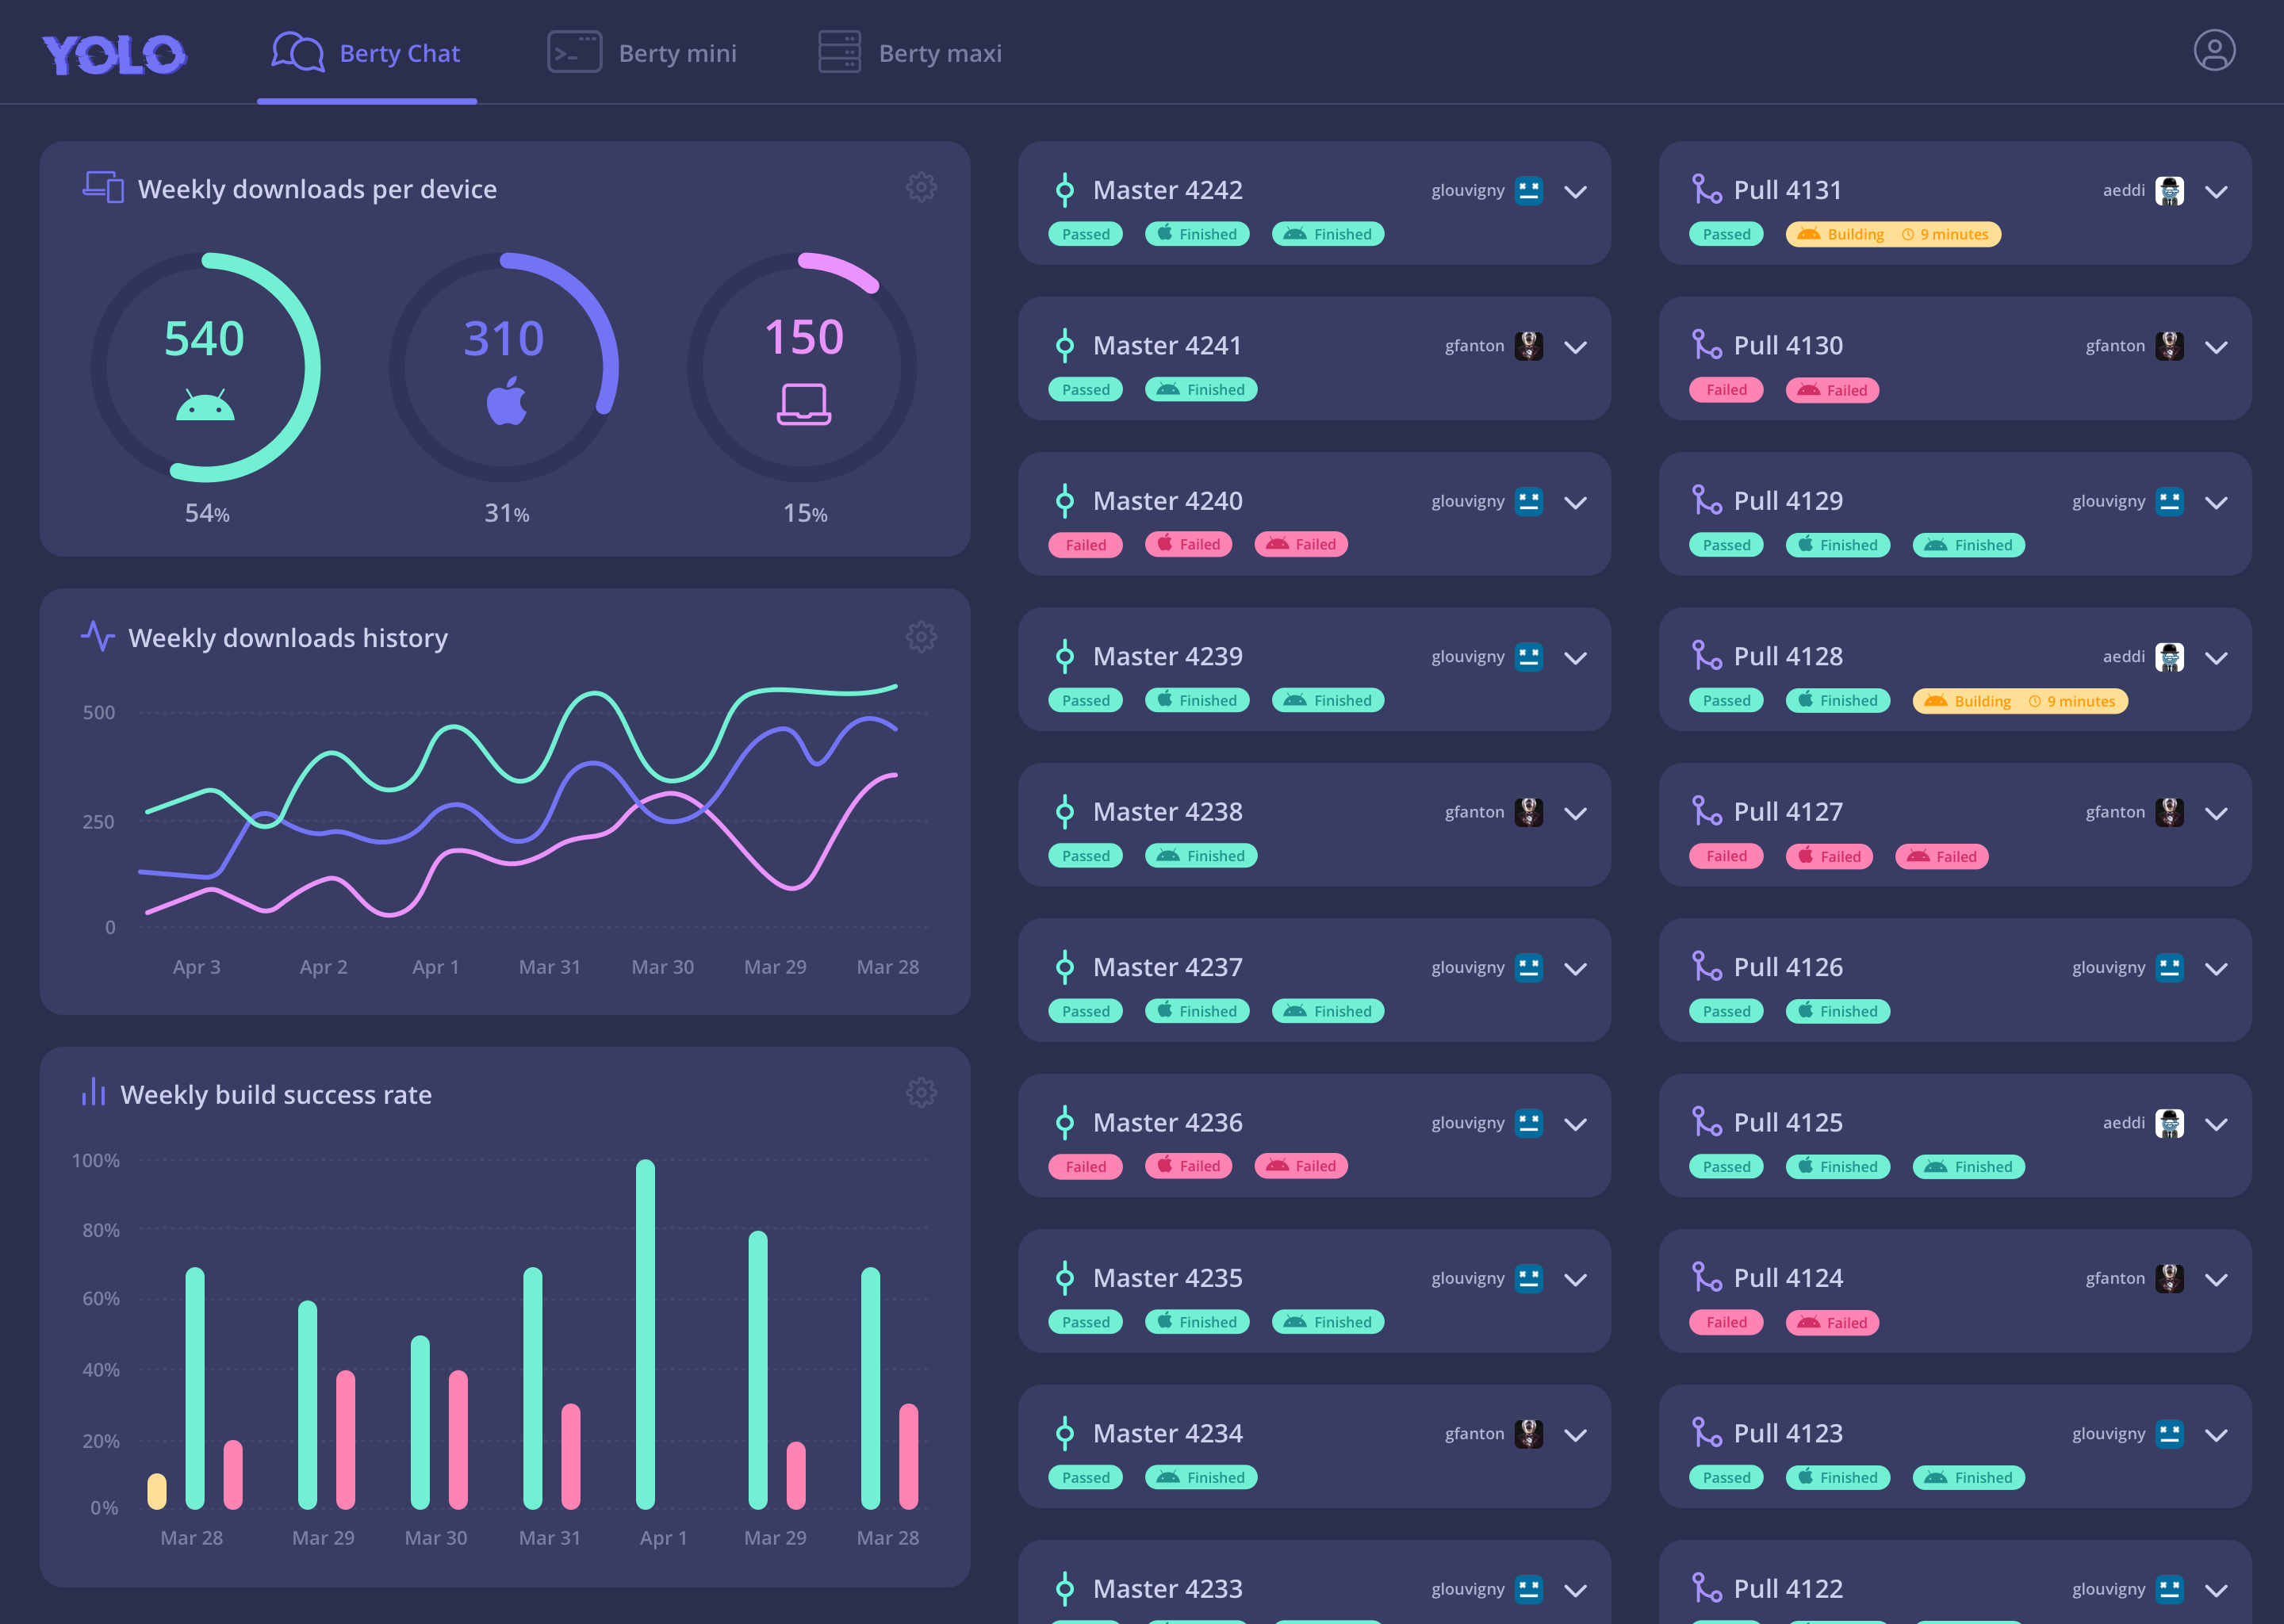 YOLO
Berty Chat
Berty mini
Berty maxi
Weekly downloads per device
540
310
150
54%
31%
15%
Weekly downloads history
500
250
0
Apr 3
Apr 2
Apr 1
Mar 31
Mar 30
Mar 29
Mar 28
Weekly build success rate
100%
80%
60%
40%
20%
0%
Mar 28
Mar 29
Mar 30
Mar 31
Apr 1
Mar 29
Mar 28
Master 4242
glouvigny
Passed
Finished
Finished
Master 4241
gfanton
Passed
Finished
Master 4240
glouvigny
Failed
Failed
Failed
Master 4239
glouvigny
Passed
Finished
Finished
Master 4238
gfanton
Passed
Finished
Master 4237
glouvigny
Passed
Finished
Finished
Master 4236
glouvigny
Failed
Failed
Failed
Master 4235
glouvigny
Passed
Finished
Finished
Master 4234
gfanton
Passed
Finished
Master 4233
glouvigny
Pull 4131
aeddi
Passed
Building 9 minutes
Pull 4130
gfanton
Failed
Failed
Pull 4129
glouvigny
Passed
Finished
Finished
Pull 4128
aeddi
Passed
Finished
Building 9 minutes
Pull 4127
gfanton
Failed
Failed
Failed
Pull 4126
glouvigny
Passed
Finished
Pull 4125
aeddi
Passed
Finished
Finished
Pull 4124
gfanton
Failed
Failed
Pull 4123
glouvigny
Passed
Finished
Finished
Pull 4122
glouvigny